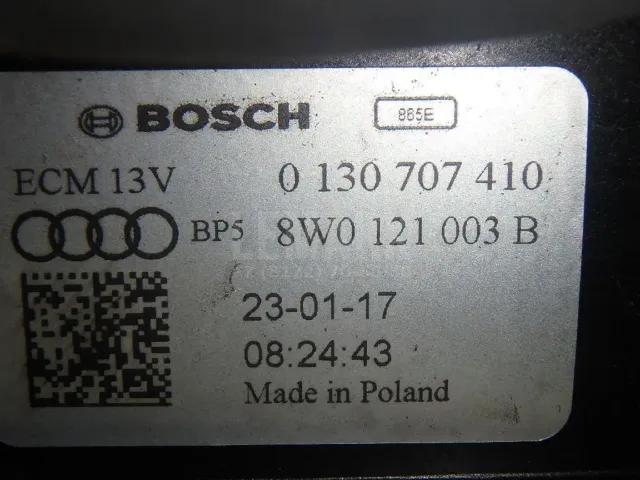 BOSCH 865E
ECM 13V 0 130 707 410
BP5 8W0 121 003 B
23-01-17
08:24:43
Made in Poland